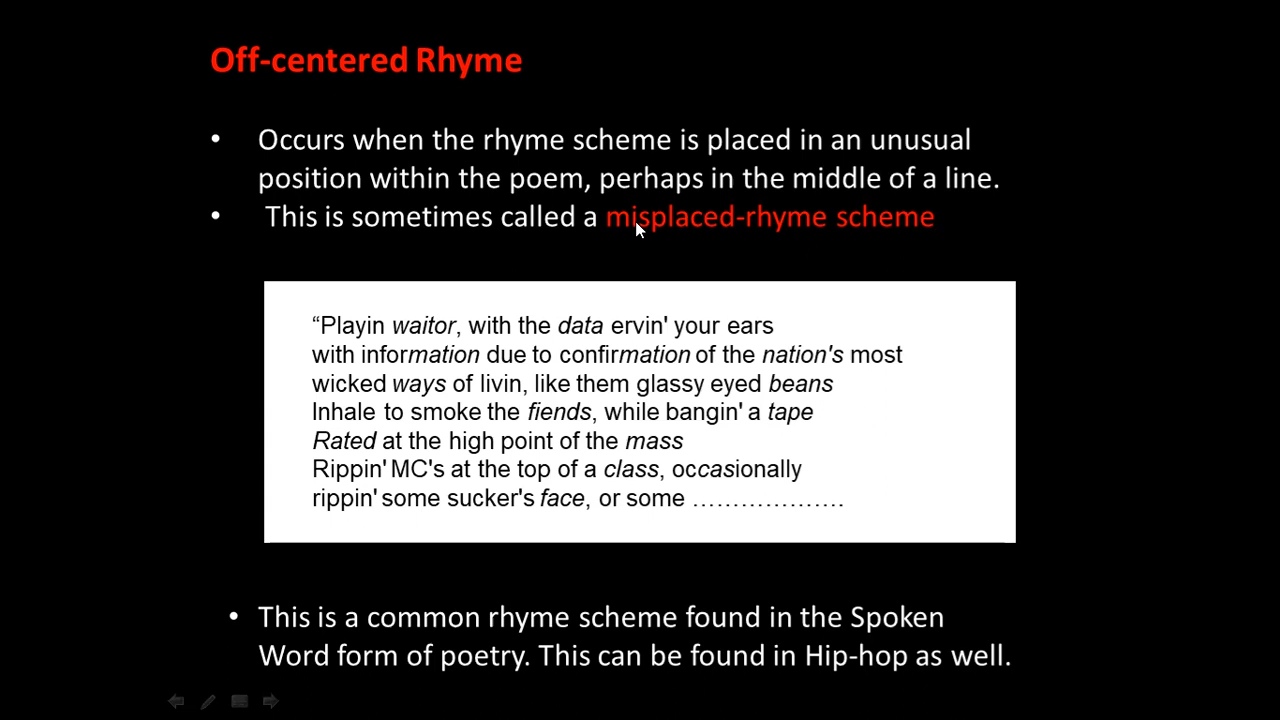 Off-centered Rhyme
• Occurs when the rhyme scheme is placed in an unusual
position within the poem, perhaps in the middle of a line.
• This is sometimes called a misplaced-rhyme scheme
“Playin waitor, with the data ervin' your ears
with information due to confirmation of the nation's most
wicked ways of livin, like them glassy eyed beans
Inhale to smoke the fiends, while bangin' a tape
Rated at the high point of the mass
Rippin' MC's at the top of a class, occasionally
rippin' some sucker's face, or some ……………….
• This is a common rhyme scheme found in the Spoken
Word form of poetry. This can be found in Hip-hop as well.